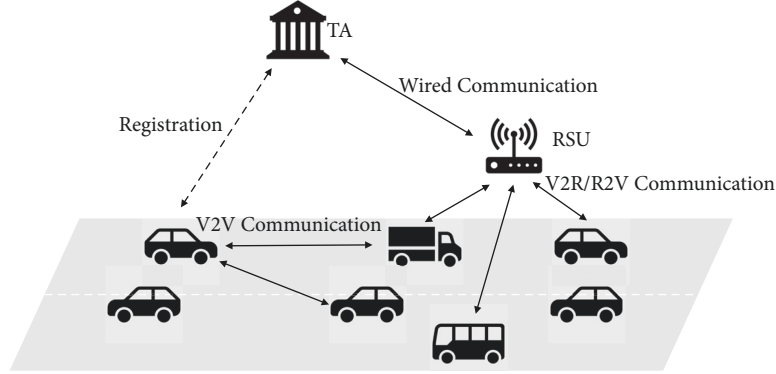 TA
Wired Communication
Registration
RSU
V2R/R2V Communication
V2V Communication